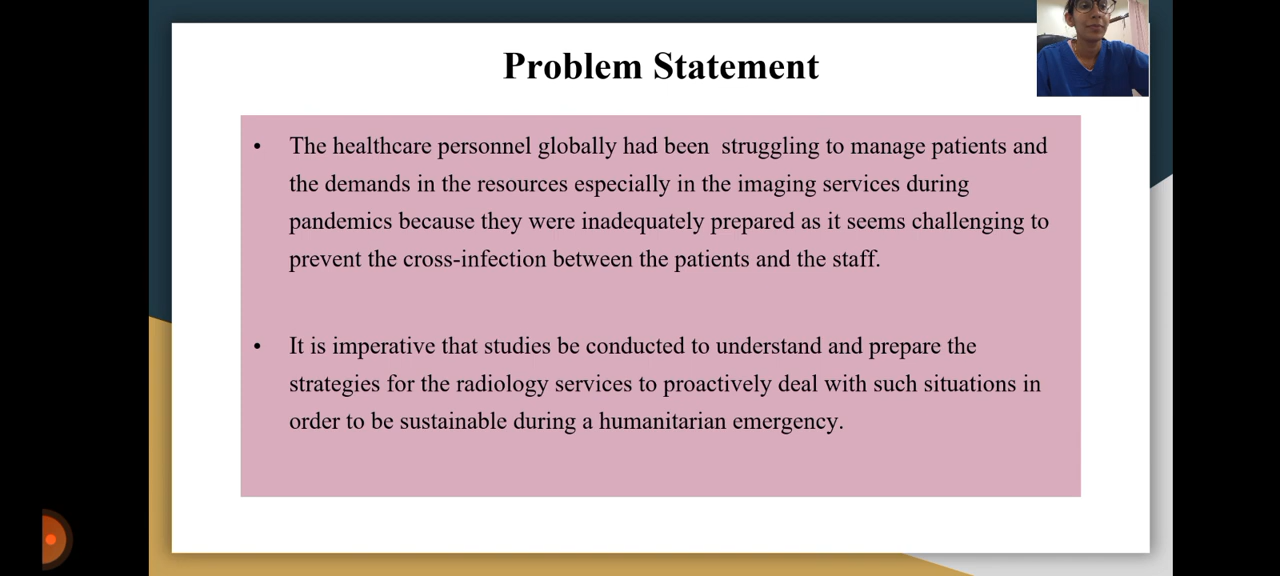 Problem Statement
• The healthcare personnel globally had been  struggling to manage patients and
the demands in the resources especially in the imaging services during
pandemics because they were inadequately prepared as it seems challenging to
prevent the cross-infection between the patients and the staff.
• It is imperative that studies be conducted to understand and prepare the
strategies for the radiology services to proactively deal with such situations in
order to be sustainable during a humanitarian emergency.